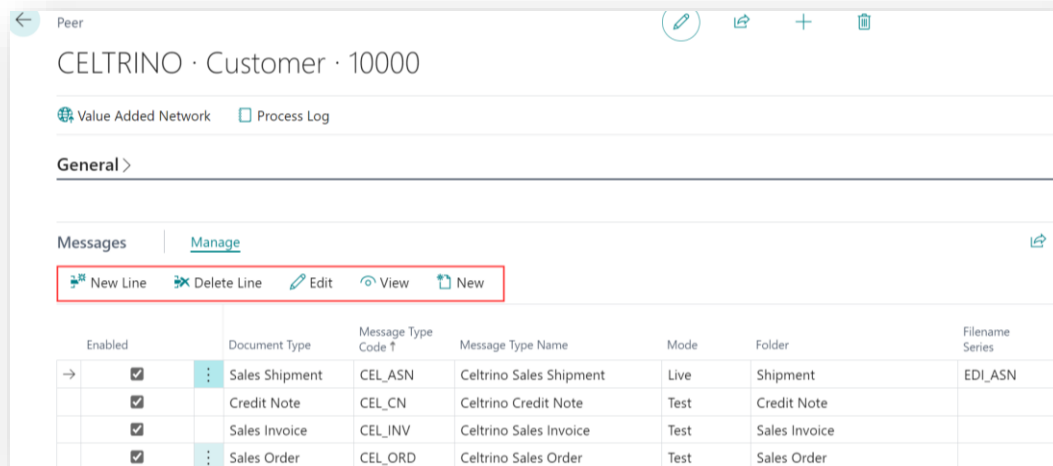 Peer
CELTRINO · Customer · 10000
Value Added Network Process Log
General
Messages Manage
New Line Delete Line Edit View New
Enabled Document Type Message Type Code ↑ Message Type Name Mode Folder Filename Series
Sales Shipment CEL_ASN Celtrino Sales Shipment Live Shipment EDI_ASN
Credit Note CEL_CN Celtrino Credit Note Test Credit Note
Sales Invoice CEL_INV Celtrino Sales Invoice Test Sales Invoice
Sales Order CEL_ORD Celtrino Sales Order Test Sales Order